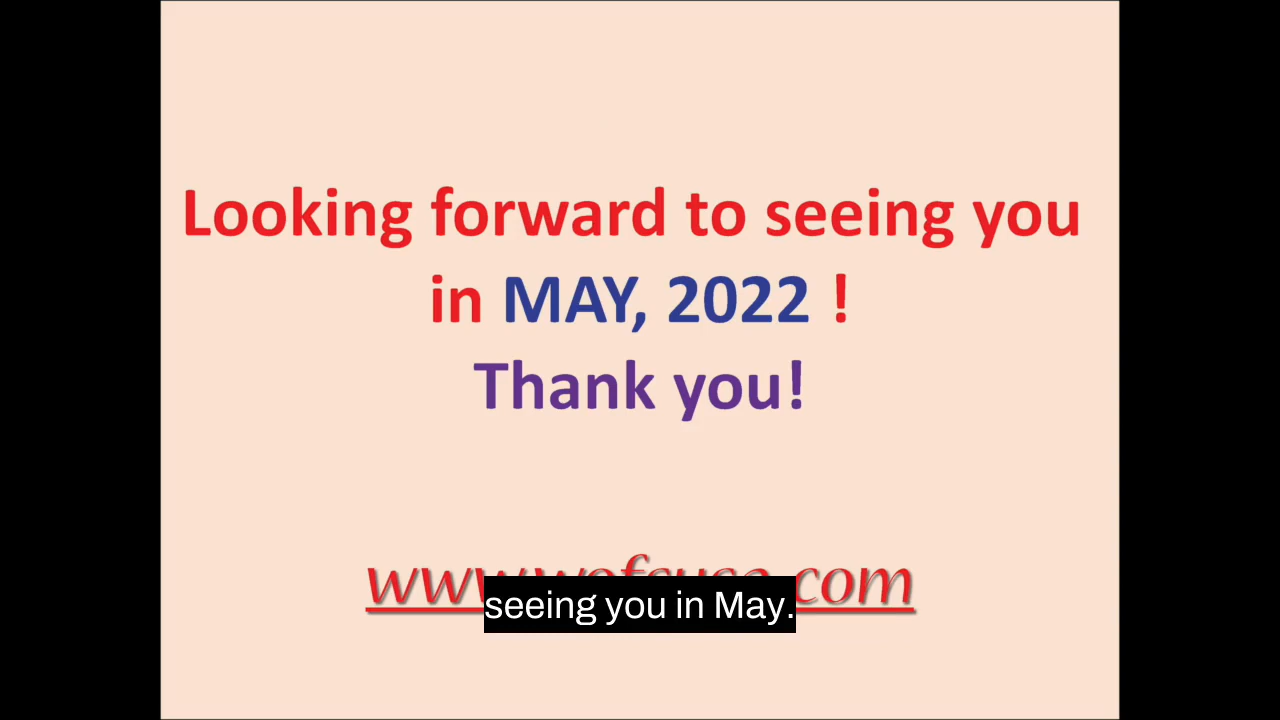 Looking forward to seeing you
in MAY, 2022 !
Thank you!
seeing you in May.